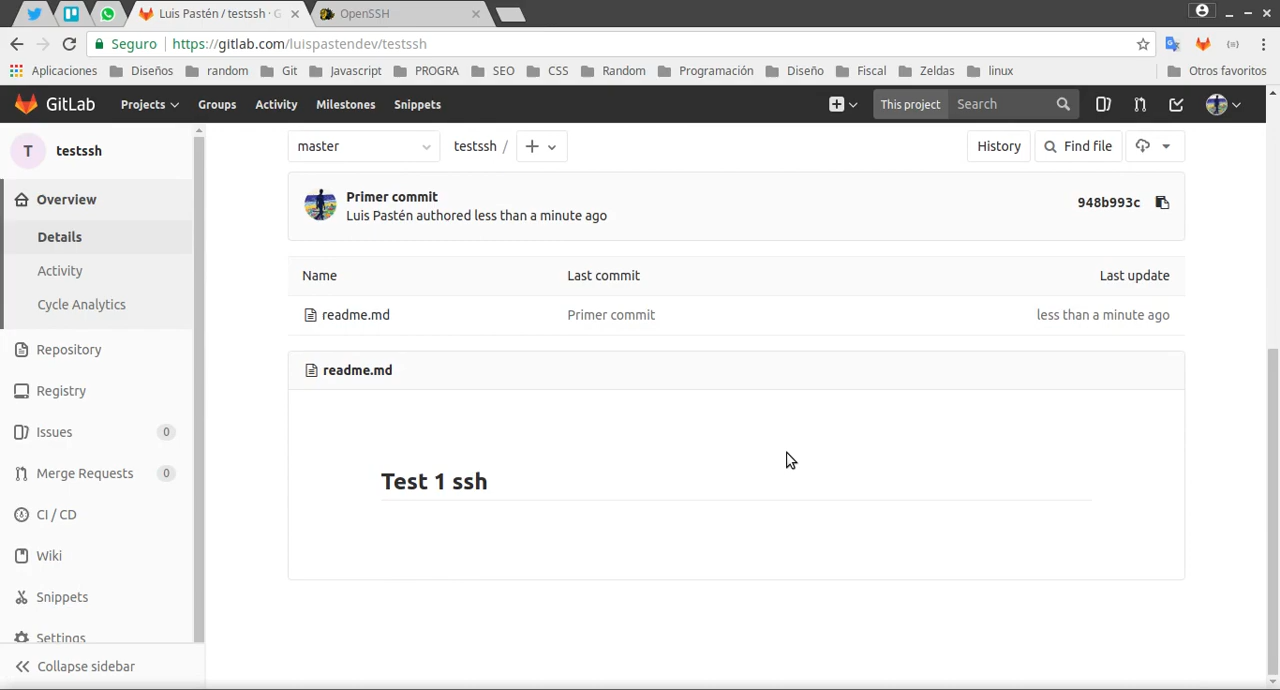 Luis Pastén / testssh · G
OpenSSH
Seguro
https://gitlab.com/luispastendev/testssh
Aplicaciones Diseños random Git Javascript PROGRA SEO CSS Random Programación Diseño Fiscal Zeldas linux Otros favoritos
GitLab Projects Groups Activity Milestones Snippets This project Search
T testssh
Overview
Details
Activity
Cycle Analytics
Repository
Registry
Issues 0
Merge Requests 0
CI / CD
Wiki
Snippets
Settings
Collapse sidebar
master testssh / + History Find file
Primer commit
Luis Pastén authored less than a minute ago
948b993c
Name Last commit Last update
readme.md Primer commit less than a minute ago
readme.md
Test 1 ssh